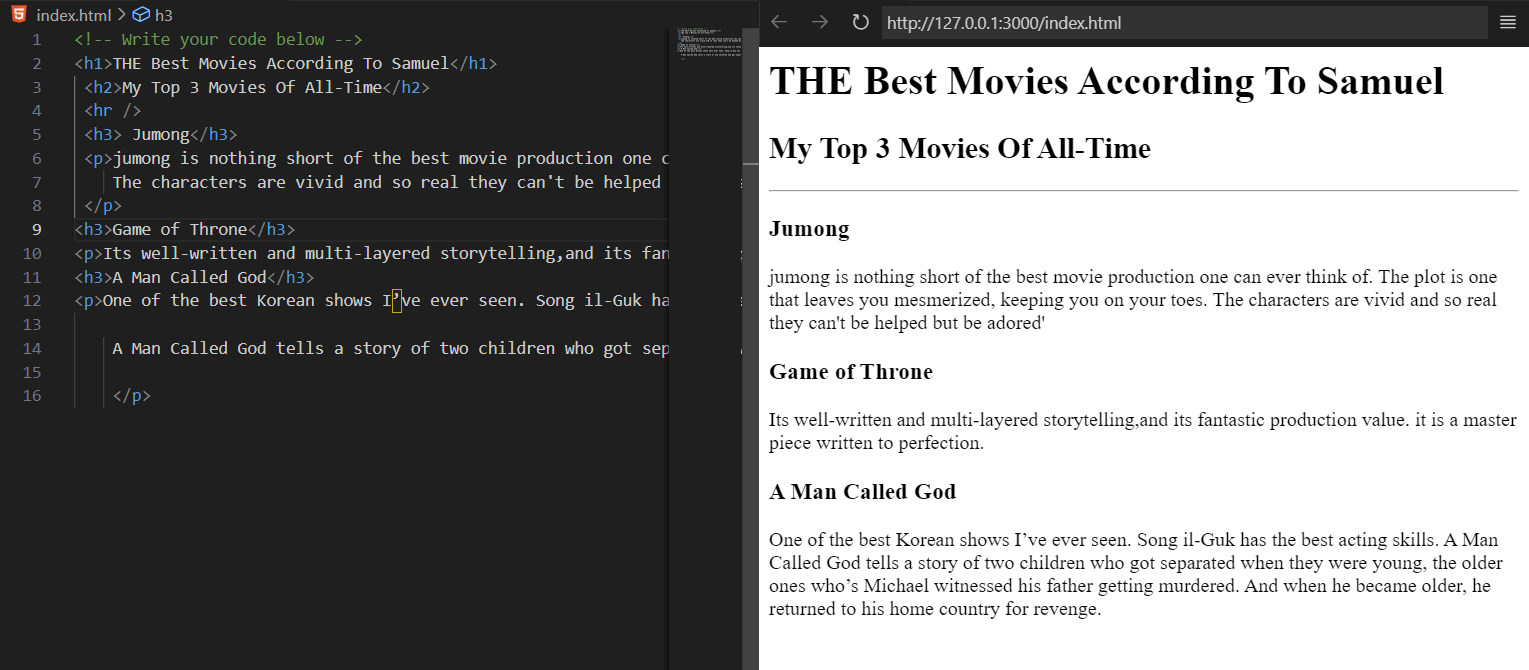 index.html > h3
1 <!-- Write your code below -->
2 <h1>THE Best Movies According To Samuel</h1>
3 <h2>My Top 3 Movies Of All-Time</h2>
4 <hr />
5 <h3> Jumong</h3>
6 <p>jumong is nothing short of the best movie production one c
7 The characters are vivid and so real they can't be helped
8 </p>
9 <h3>Game of Throne</h3>
10 <p>Its well-written and multi-layered storytelling,and its fan
11 <h3>A Man Called God</h3>
12 <p>One of the best Korean shows I’ve ever seen. Song il-Guk ha
13
14 A Man Called God tells a story of two children who got sep
15
16 </p>
http://127.0.0.1:3000/index.html
THE Best Movies According To Samuel
My Top 3 Movies Of All-Time
Jumong
jumong is nothing short of the best movie production one can ever think of. The plot is one
that leaves you mesmerized, keeping you on your toes. The characters are vivid and so real
they can't be helped but be adored'
Game of Throne
Its well-written and multi-layered storytelling,and its fantastic production value. it is a master
piece written to perfection.
A Man Called God
One of the best Korean shows I’ve ever seen. Song il-Guk has the best acting skills. A Man
Called God tells a story of two children who got separated when they were young, the older
ones who’s Michael witnessed his father getting murdered. And when he became older, he
returned to his home country for revenge.